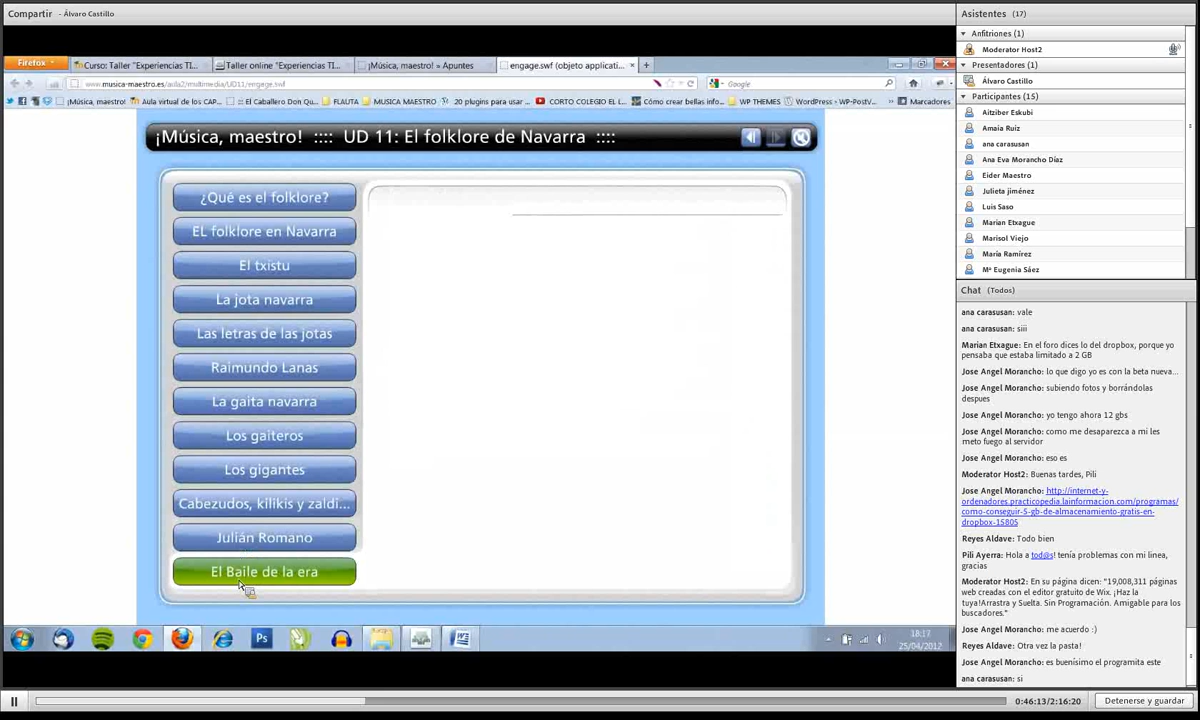 Compartir - Álvaro Castillo
Firefox
Curso: Taller "Experiencias TI...
Taller online "Experiencias TI...
¡Música, maestro! » Apuntes
engage.swf (objeto applicati...
www.musica-maestro.es/aula2/multimedia/UD11/engage.swf
Google
¡Música, maestro!
Aula virtual de los CAP...
El Caballero Don Qu...
FLAUTA
MUSICA MAESTRO
20 plugins para usar ...
CORTO COLEGIO EL I...
Cómo crear bellas info...
WP THEMES
WordPress › WP-PostV...
Marcadores
¡Música, maestro! :::: UD 11: El folklore de Navarra ::::
¿Qué es el folklore?
EL folklore en Navarra
El txistu
La jota navarra
Las letras de las jotas
Raimundo Lanas
La gaita navarra
Los gaiteros
Los gigantes
Cabezudos, kilikis y zaldi...
Julián Romano
El Baile de la era
Ps
18:17
25/04/2012
0:46:13/2:16:20
Detenerse y guardar
Asistentes (17)
Anfitriones (1)
Moderator Host2
Presentadores (1)
Álvaro Castillo
Participantes (15)
Aitziber Eskubi
Amaia Ruiz
ana carasusan
Ana Eva Morancho Díaz
Eider Maestro
Julieta jiménez
Luis Saso
Marian Etxague
Marisol Viejo
María Ramírez
Mª Eugenia Sáez
Chat (Todos)
ana carasusan: vale
ana carasusan: siii
Marian Etxague: En el foro dices lo del dropbox, porque yo
pensaba que estaba limitado a 2 GB
Jose Angel Morancho: lo que digo yo es con la beta nueva...
Jose Angel Morancho: subiendo fotos y borrándolas
despues
Jose Angel Morancho: yo tengo ahora 12 gbs
Jose Angel Morancho: como me desaparezca a mi les
meto fuego al servidor
Jose Angel Morancho: eso es
Moderator Host2: Buenas tardes, Pili
Jose Angel Morancho: http://internet-y-
ordenadores.practicopedia.lainformacion.com/programas/
como-conseguir-5-gb-de-almacenamiento-gratis-en-
dropbox-15805
Reyes Aldave: Todo bien
Pili Ayerra: Hola a tod@s! tenía problemas con mi linea,
gracias
Moderator Host2: En su página dicen: "19,008,311 páginas
web creadas con el editor gratuito de Wix. ¡Haz la
tuya!Arrastra y Suelta. Sin Programación. Amigable para los
buscadores."
Jose Angel Morancho: me acuerdo :)
Reyes Aldave: Otra vez la pasta!
Jose Angel Morancho: es buenísimo el programita este
ana carasusan: si